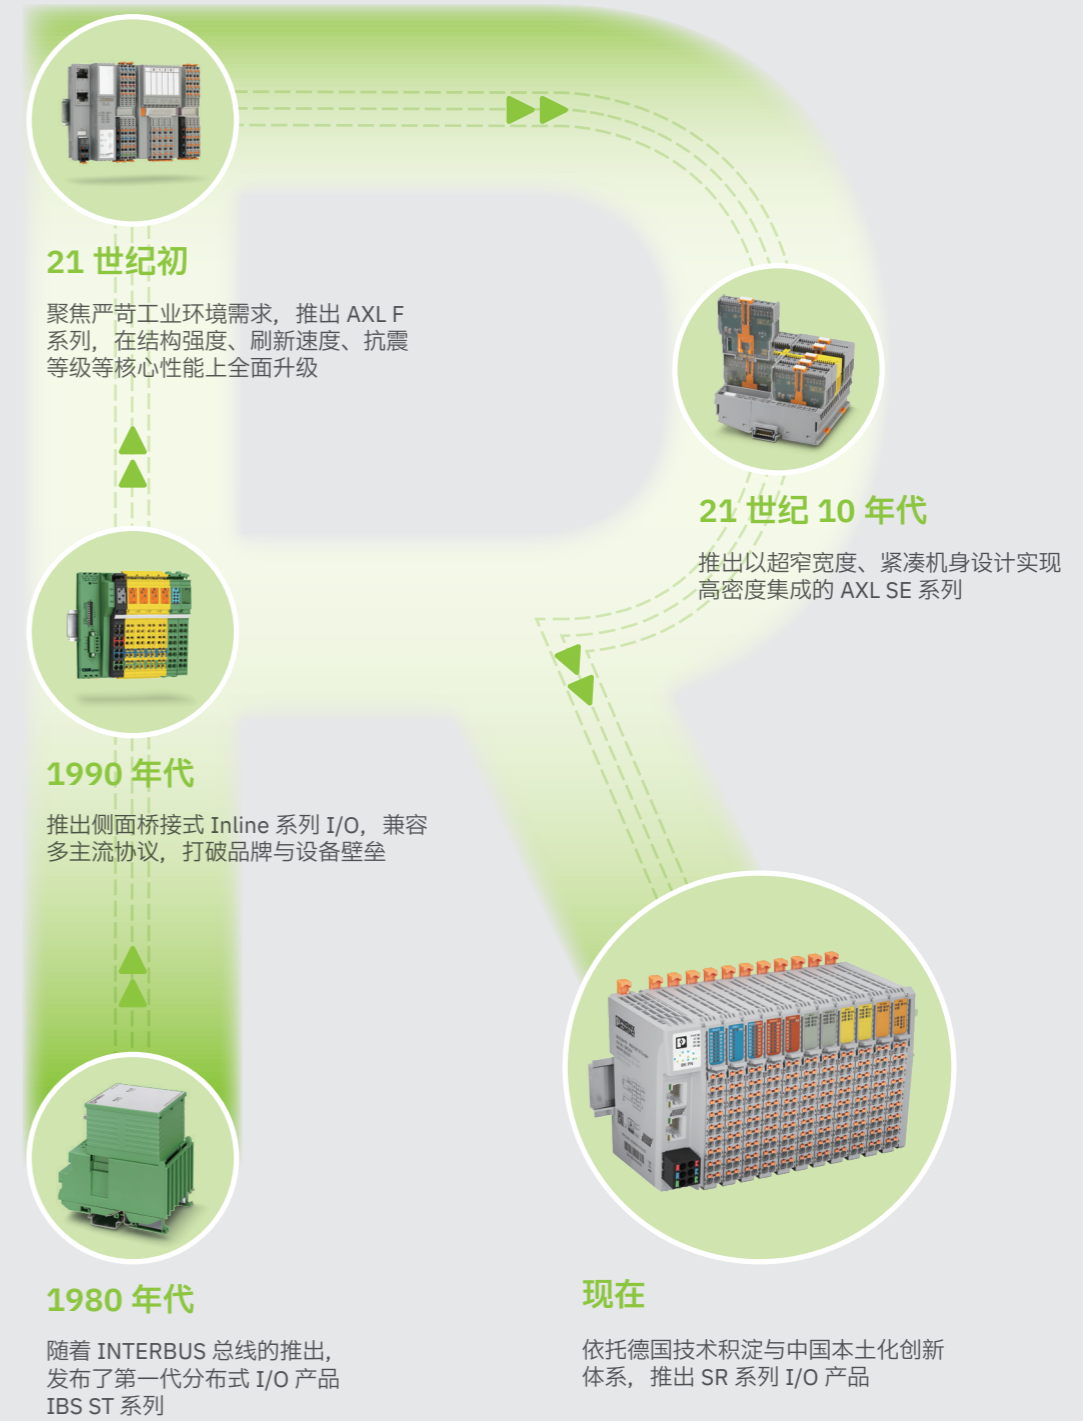 21 世纪初
聚焦严苛工业环境需求，推出 AXL F
系列，在结构强度、刷新速度、抗震
等级等核心性能上全面升级
21 世纪 10 年代
推出以超窄宽度、紧凑机身设计实现
高密度集成的 AXL SE 系列
1990 年代
推出侧面桥接式 Inline 系列 I/O，兼容
多主流协议，打破品牌与设备壁垒
1980 年代
随着 INTERBUS 总线的推出，
发布了第一代分布式 I/O 产品
IBS ST 系列
现在
依托德国技术积淀与中国本土化创新
体系，推出 SR 系列 I/O 产品